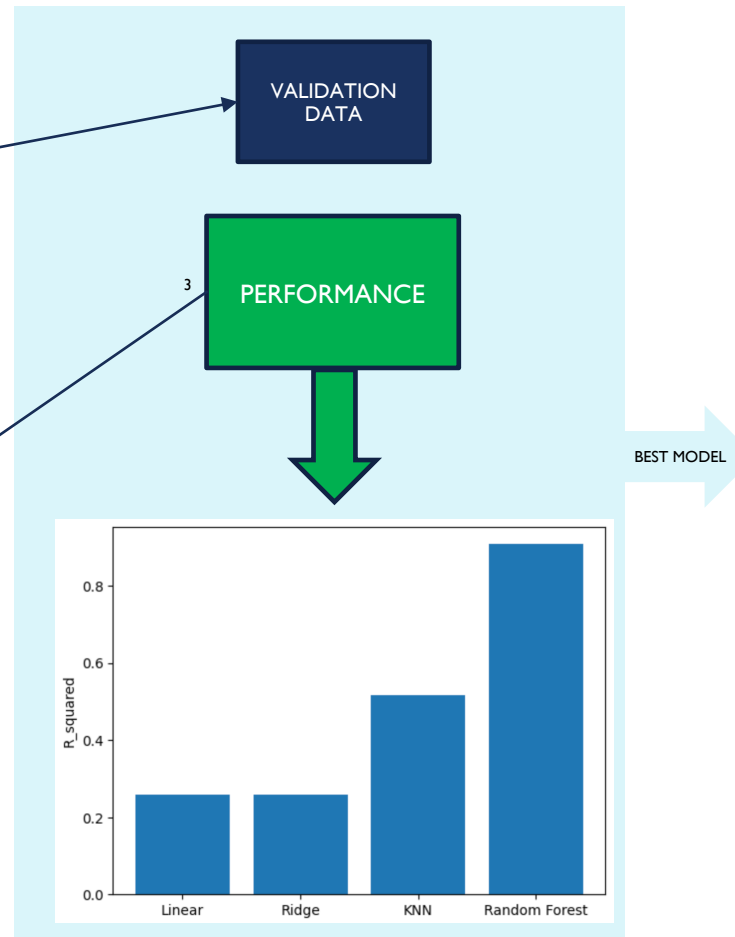 VALIDATION
DATA
3
PERFORMANCE
BEST MODEL
0.8
0.6
0.4
0.2
0.0
R_squared
Linear
Ridge
KNN
Random Forest